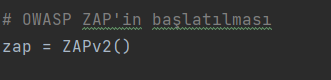 # OWASP ZAP'in başlatılması
zap = ZAPv2()